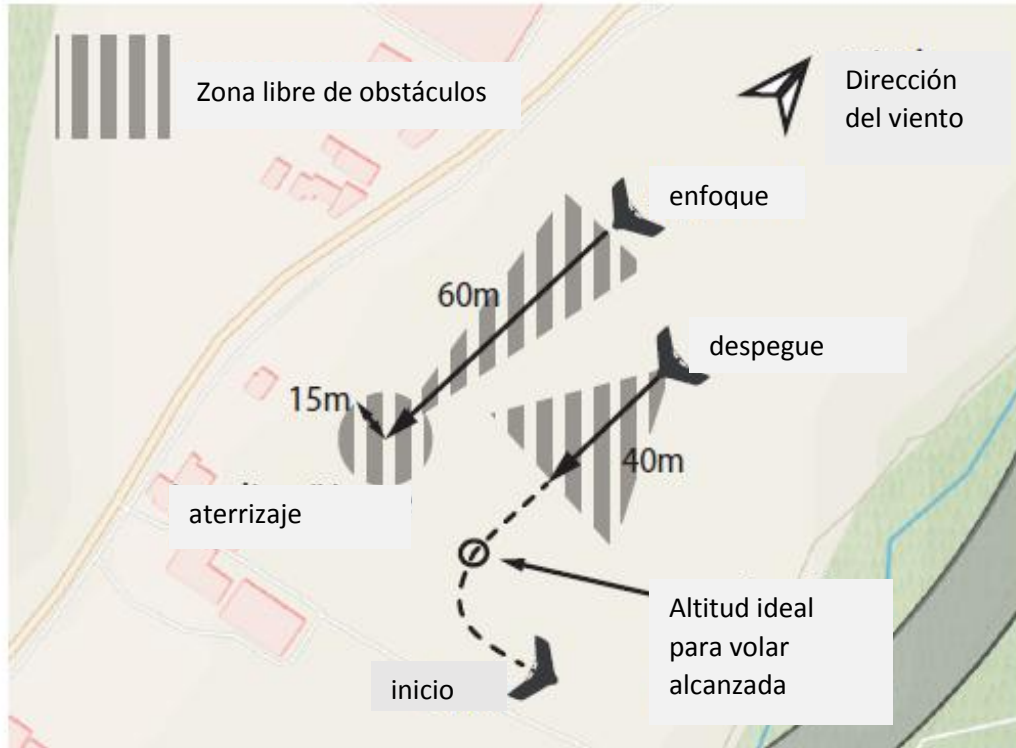 Zona libre de obstáculos
Dirección
del viento
enfoque
60m
despegue
15m
40m
aterrizaje
Altitud ideal
para volar
alcanzada
inicio